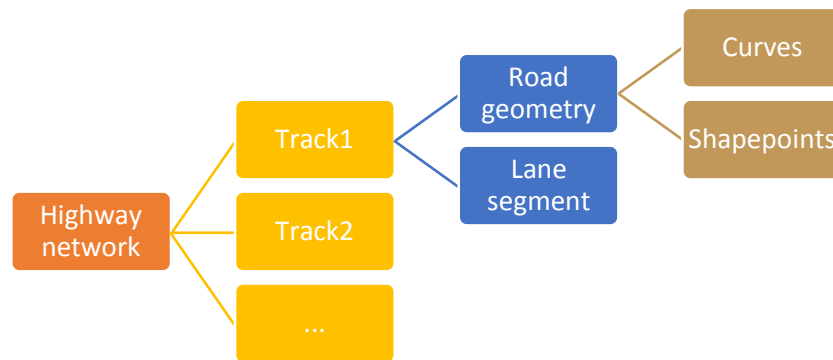 Highway
network
Track1
Track2
...
Road
geometry
Lane
segment
Curves
Shapepoints